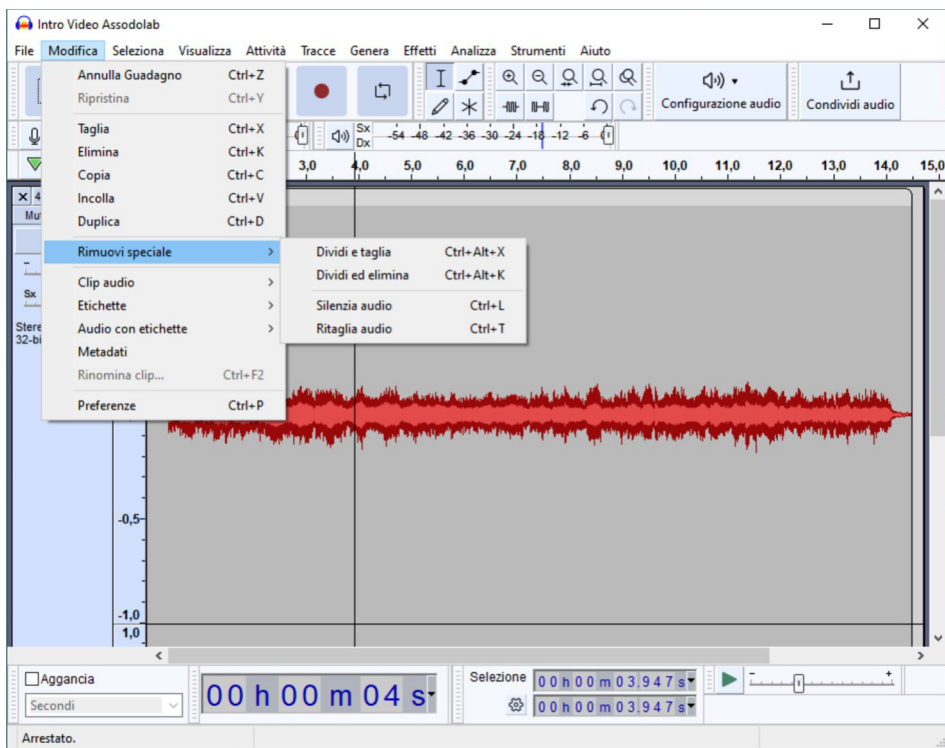 Intro Video Assodolab
File Modifica Seleziona Visualizza Attività Tracce Genera Effetti Analizza Strumenti Aiuto
Annulla Guadagno Ctrl+Z
Ripristina Ctrl+Y
Taglia Ctrl+X
Elimina Ctrl+K
Copia Ctrl+C
Incolla Ctrl+V
Duplica Ctrl+D
Rimuovi speciale >
Clip audio >
Etichette >
Audio con etichette >
Metadati
Rinomina clip... Ctrl+F2
Preferenze Ctrl+P
Dividi e taglia Ctrl+Alt+X
Dividi ed elimina Ctrl+Alt+K
Silenzia audio Ctrl+L
Ritaglia audio Ctrl+T
Configurazione audio
Condividi audio
Sx
Dx
-54 -48 -42 -36 -30 -24 -18 -12 -6
3,0 4,0 5,0 6,0 7,0 8,0 9,0 10,0 11,0 12,0 13,0 14,0 15,0
Sx
-0,5
-1,0
1,0
Aggancia
Secondi
00 h 00 m 04 s
Selezione
00 h 00 m 03.947 s
00 h 00 m 03.947 s
Arrestato.